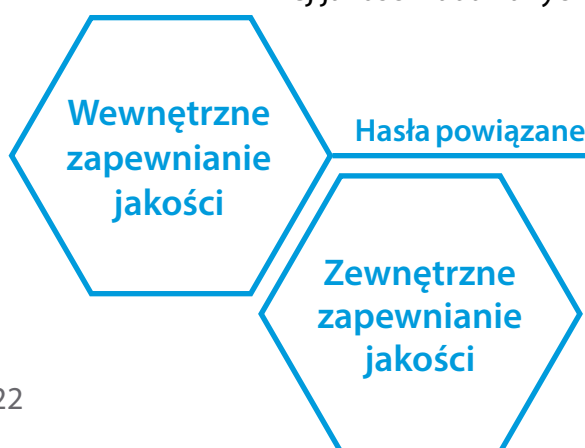 Wewnętrzne
zapewnianie
jakości
Hasła powiązane
Zewnętrzne
zapewnianie
jakości
22